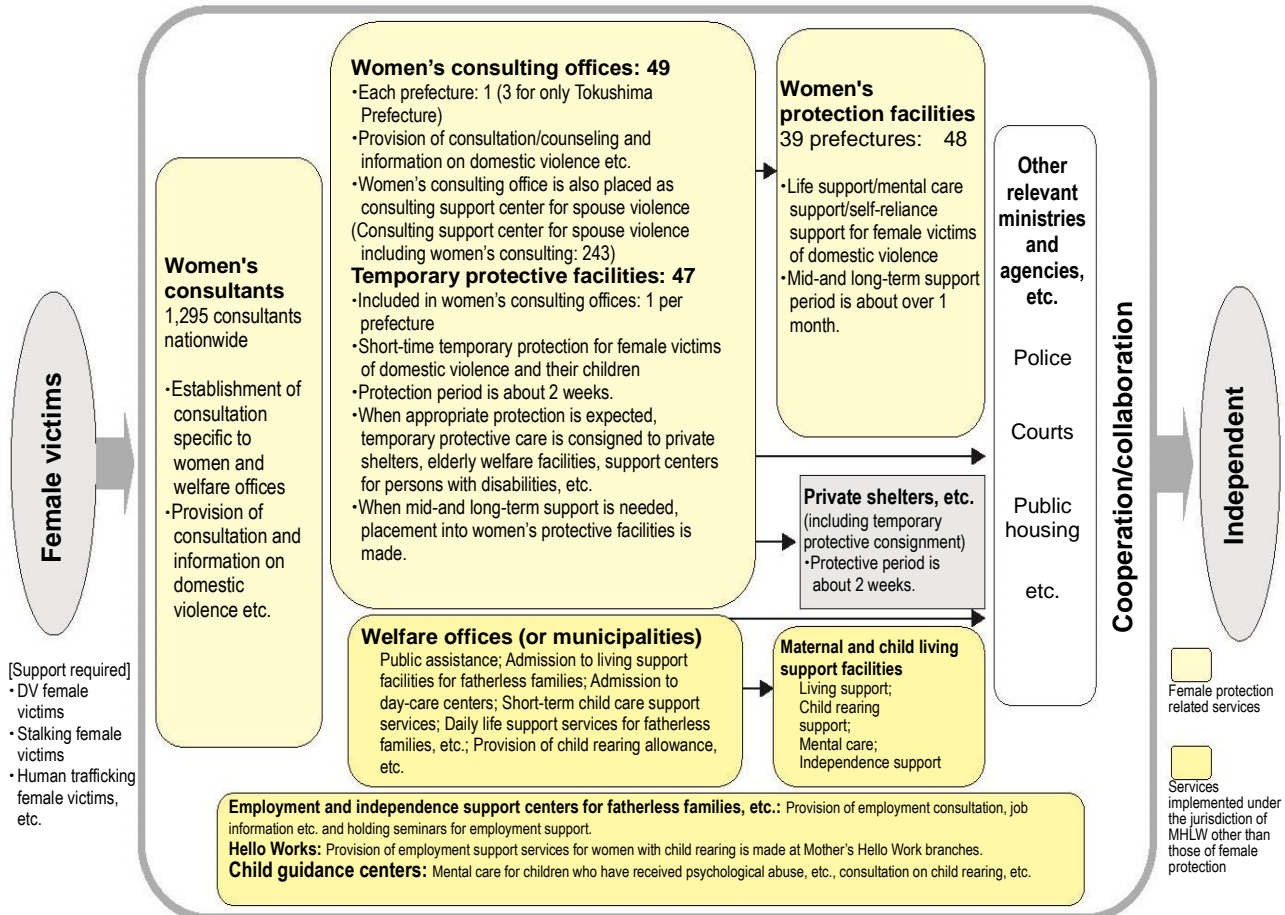 Female victims
[Support required]
・DV female
victims
・Stalking female
victims
・Human trafficking
female victims,
etc.
Women's
consultants
1,295 consultants
nationwide
・Establishment of
consultation
specific to
women and
welfare offices
・Provision of
consultation and
information on
domestic
violence etc.
Women's consulting offices: 49
・Each prefecture: 1 (3 for only Tokushima
Prefecture)
・Provision of consultation/counseling and
information on domestic violence etc.
・Women's consulting office is also placed as
consulting support center for spouse violence
(Consulting support center for spouse violence
including women's consulting: 243)
Temporary protective facilities: 47
・Included in women's consulting offices: 1 per
prefecture
・Short-time temporary protection for female victims
of domestic violence and their children
・Protection period is about 2 weeks.
・When appropriate protection is expected,
temporary protective care is consigned to private
shelters, elderly welfare facilities, support centers
for persons with disabilities, etc.
・When mid-and long-term support is needed,
placement into women's protective facilities is
made.
Women's
protection facilities
39 prefectures: 48
・Life support/mental care
support/self-reliance
support for female victims
of domestic violence
・Mid-and long-term support
period is about over 1
month.
Private shelters, etc.
(including temporary
protective consignment)
・Protective period is
about 2 weeks.
Welfare offices (or municipalities)
Public assistance; Admission to living support
facilities for fatherless families; Admission to
day-care centers; Short-term child care support
services; Daily life support services for fatherless
families, etc.; Provision of child rearing allowance,
etc.
Maternal and child living
support facilities
Living support;
Child rearing
support;
Mental care;
Independence support
Employment and independence support centers for fatherless families, etc.: Provision of employment consultation, job
information etc. and holding seminars for employment support.
Hello Works: Provision of employment support services for women with child rearing is made at Mother's Hello Work branches.
Child guidance centers: Mental care for children who have received psychological abuse, etc., consultation on child rearing, etc.
Other
relevant
ministries
and
agencies,
etc.
Police
Courts
Public
housing
etc.
Cooperation/collaboration
Independent
Female protection
related services
Services
implemented under
the jurisdiction of
MHLW other than
those of female
protection